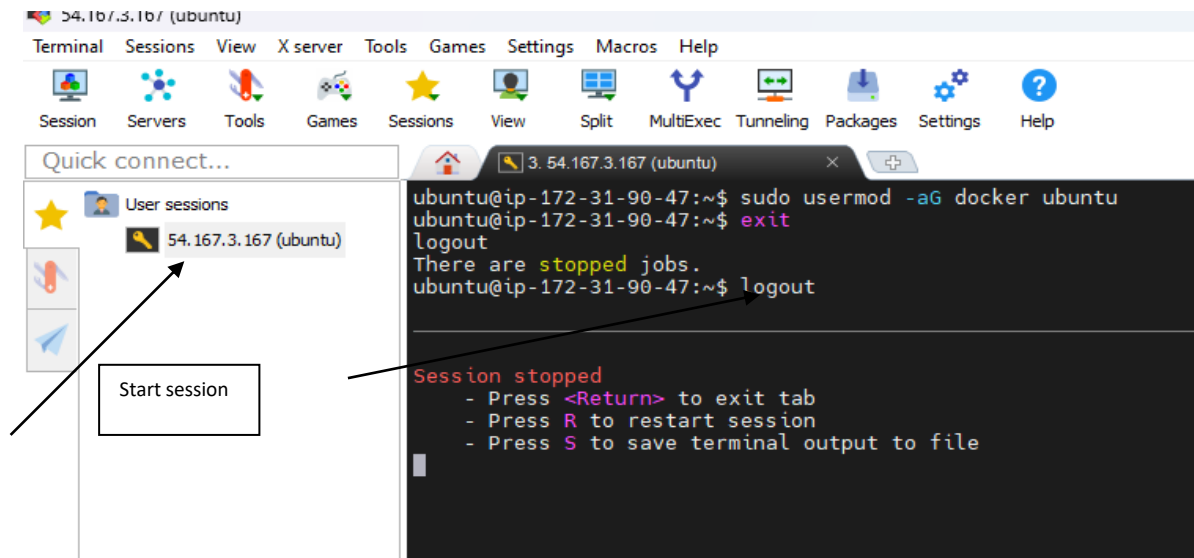 54.167.3.167 (ubuntu)
Terminal Sessions View X server Tools Games Settings Macros Help
Session Servers Tools Games Sessions View Split MultiExec Tunneling Packages Settings Help
Quick connect...
3. 54.167.3.167 (ubuntu)
User sessions
54.167.3.167 (ubuntu)
Start session
ubuntu@ip-172-31-90-47:~$ sudo usermod -aG docker ubuntu
ubuntu@ip-172-31-90-47:~$ exit
logout
There are stopped jobs.
ubuntu@ip-172-31-90-47:~$ logout
Session stopped
- Press <Return> to exit tab
- Press R to restart session
- Press S to save terminal output to file